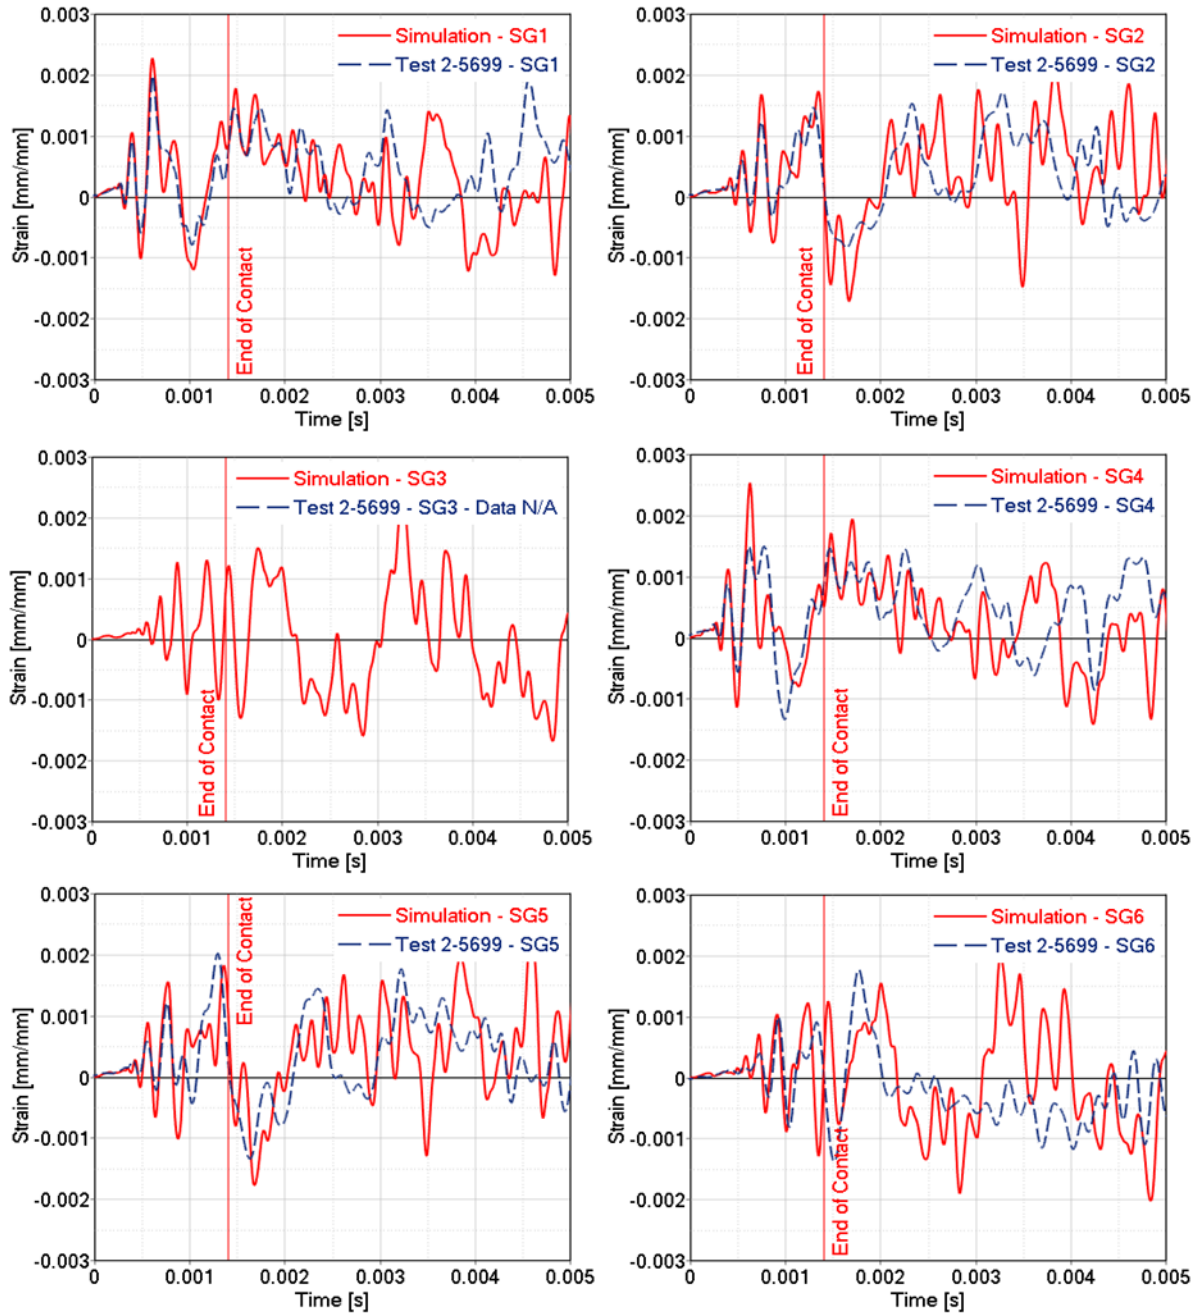 0.003
0.002
0.001
0
-0.001
-0.002
-0.003
Strain [mm/mm]
Simulation - SG1
Test 2-5699 - SG1
End of Contact
0 0.001 0.002 0.003 0.004 0.005
Time [s]
0.003
0.002
0.001
0
-0.001
-0.002
-0.003
Strain [mm/mm]
Simulation - SG2
Test 2-5699 - SG2
End of Contact
0 0.001 0.002 0.003 0.004 0.005
Time [s]
0.003
0.002
0.001
0
-0.001
-0.002
-0.003
Strain [mm/mm]
Simulation - SG3
Test 2-5699 - SG3 - Data N/A
End of Contact
0 0.001 0.002 0.003 0.004 0.005
Time [s]
0.003
0.002
0.001
0
-0.001
-0.002
-0.003
Strain [mm/mm]
Simulation - SG4
Test 2-5699 - SG4
End of Contact
0 0.001 0.002 0.003 0.004 0.005
Time [s]
0.003
0.002
0.001
0
-0.001
-0.002
-0.003
Strain [mm/mm]
Simulation - SG5
Test 2-5699 - SG5
End of Contact
0 0.001 0.002 0.003 0.004 0.005
Time [s]
0.003
0.002
0.001
0
-0.001
-0.002
-0.003
Strain [mm/mm]
Simulation - SG6
Test 2-5699 - SG6
End of Contact
0 0.001 0.002 0.003 0.004 0.005
Time [s]